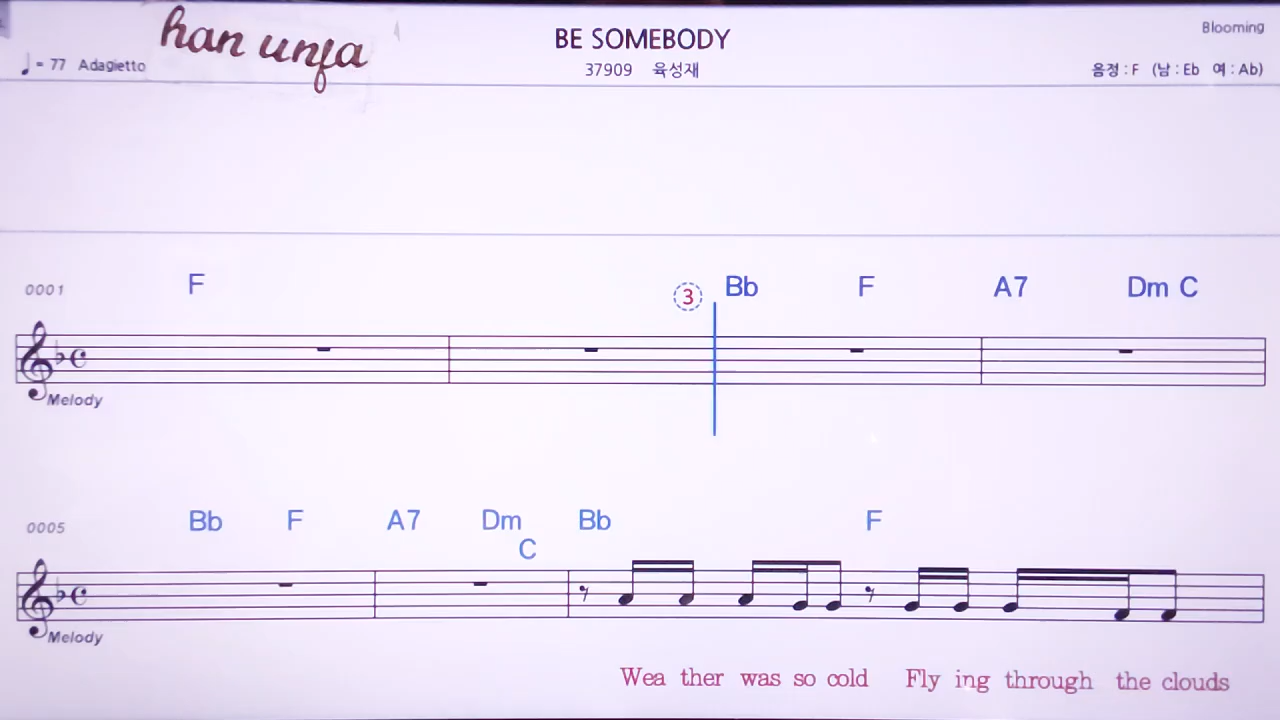 han unfa
BE SOMEBODY
Blooming
= 77 Adagietto
37909 육성재
음정 : F (남 : Eb 여 : Ab)
0001 F ③ Bb F A7 Dm C
Melody
0005 Bb F A7 Dm Bb F
C
Melody
Wea ther was so cold Fly ing through the clouds